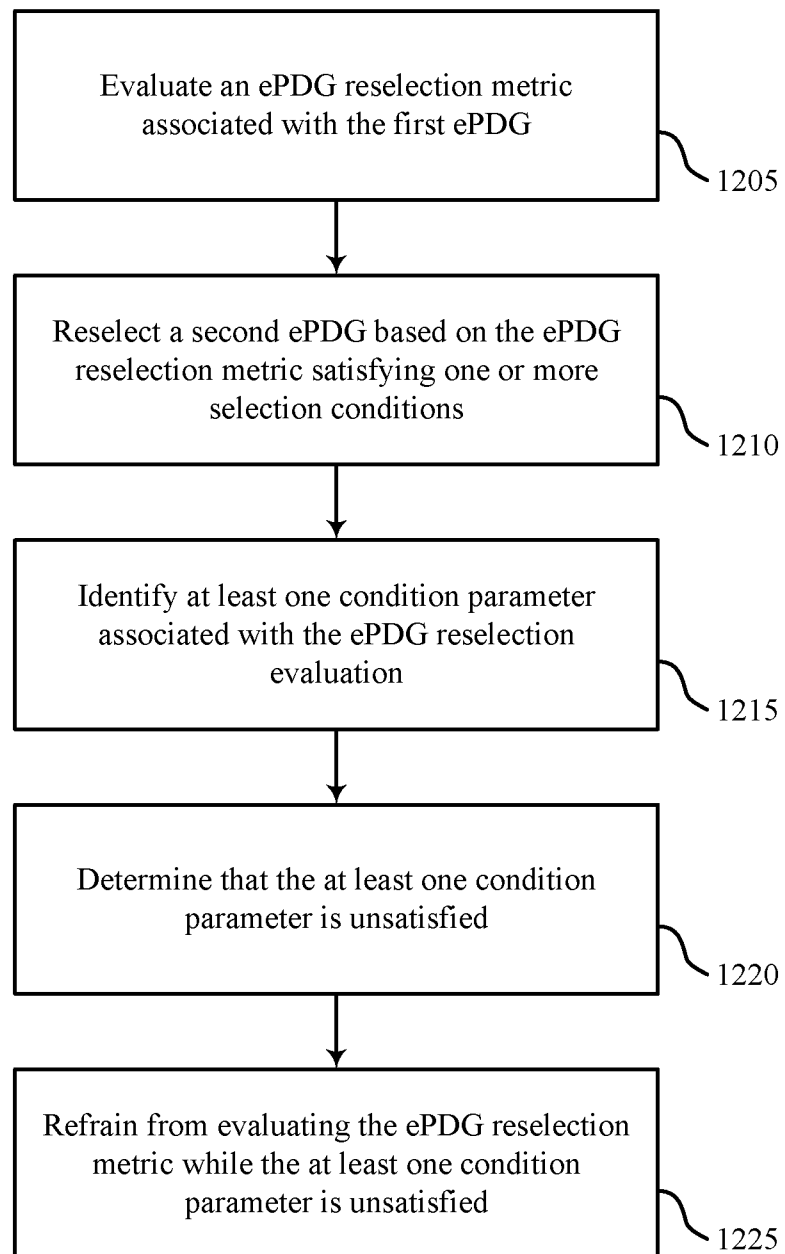 Evaluate an ePDG reselection metric
associated with the first ePDG
1205
Reselect a second ePDG based on the ePDG
reselection metric satisfying one or more
selection conditions
1210
Identify at least one condition parameter
associated with the ePDG reselection
evaluation
1215
Determine that the at least one condition
parameter is unsatisfied
1220
Refrain from evaluating the ePDG reselection
metric while the at least one condition
parameter is unsatisfied
1225